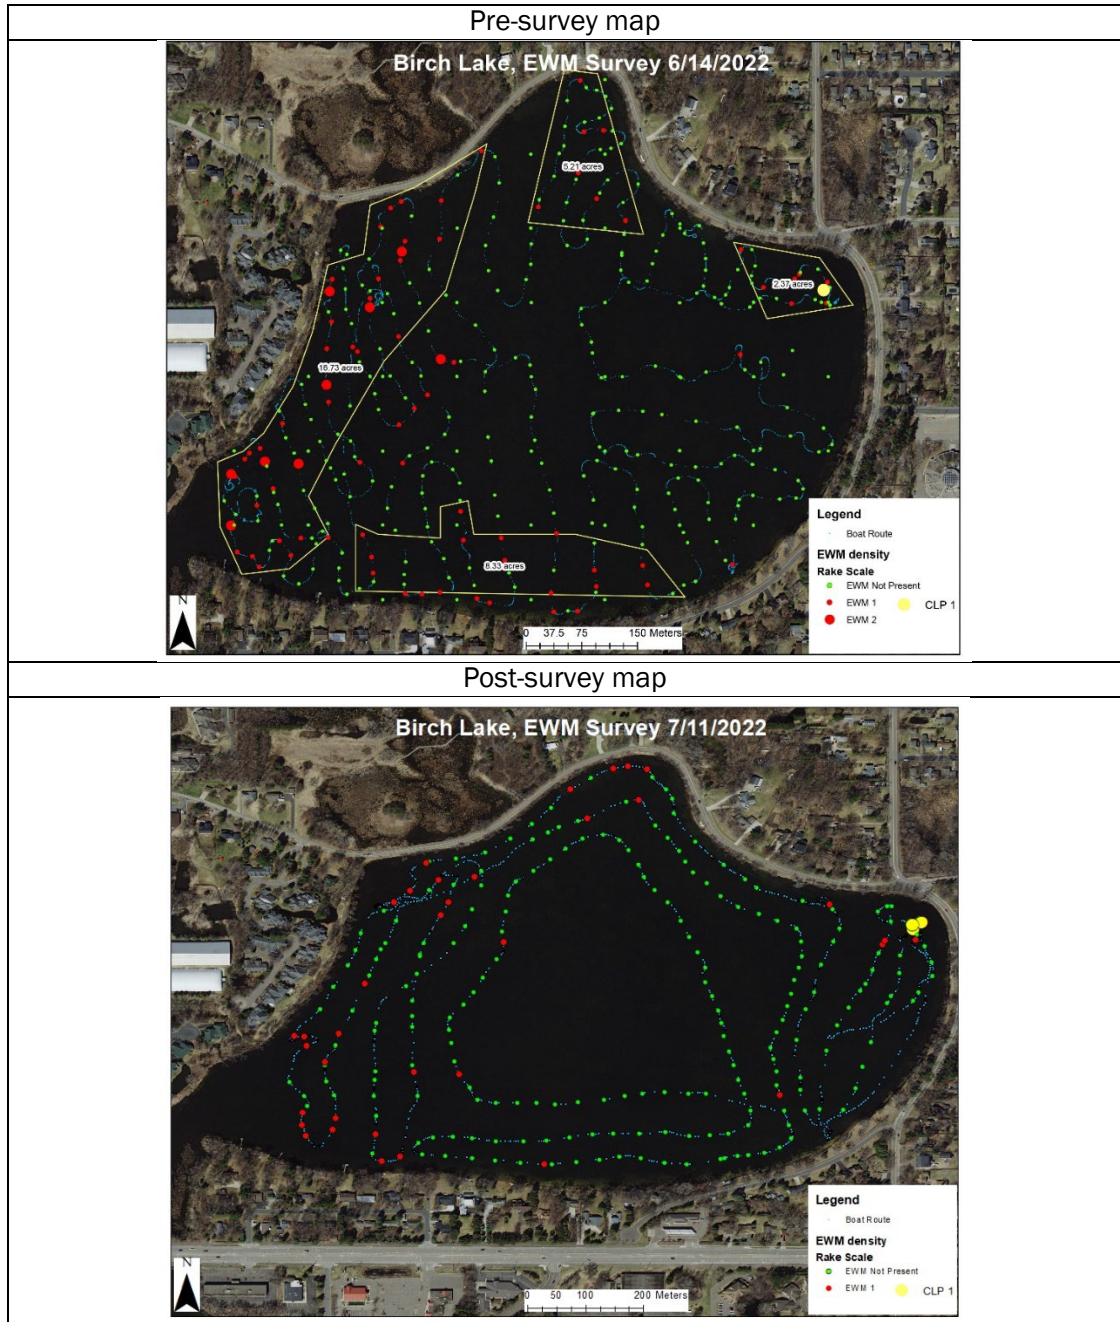 Pre-survey map
Birch Lake, EWM Survey 6/14/2022
5.21 acres
2.37 acres
16.73 acres
8.33 acres
Legend
Boat Route
EWM density
Rake Scale
EWM Not Present
EWM 1 CLP 1
EWM 2
N
0 37.5 75 150 Meters
Post-survey map
Birch Lake, EWM Survey 7/11/2022
Legend
Boat Route
EWM density
Rake Scale
EWM Not Present
EWM 1 CLP 1
N
0 50 100 200 Meters